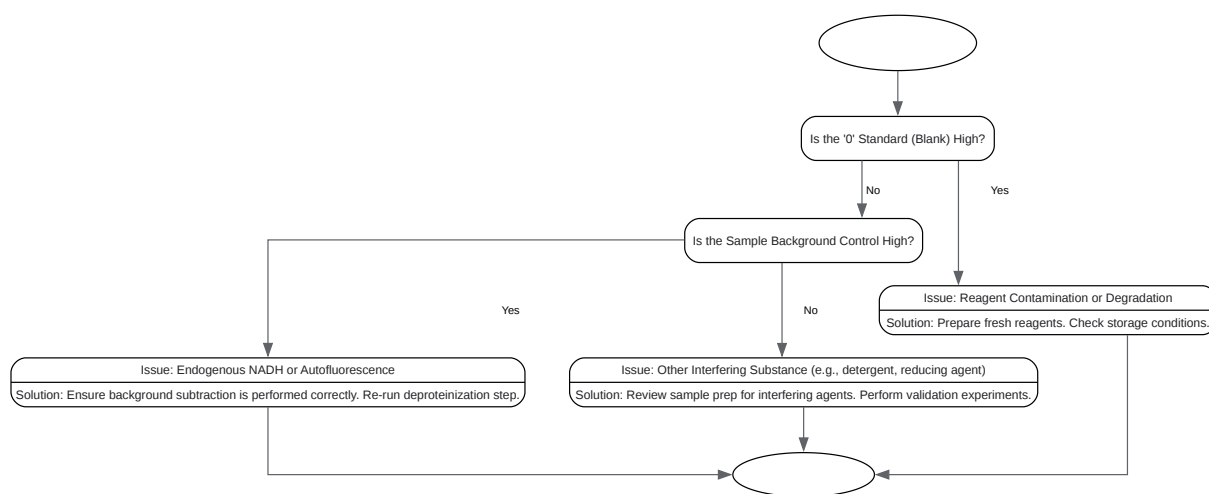 Is the '0' Standard (Blank) High?
No
Yes
Is the Sample Background Control High?
Issue: Reagent Contamination or Degradation
Solution: Prepare fresh reagents. Check storage conditions.
Yes
No
Issue: Endogenous NADH or Autofluorescence
Solution: Ensure background subtraction is performed correctly. Re-run deproteinization step.
Issue: Other Interfering Substance (e.g., detergent, reducing agent)
Solution: Review sample prep for interfering agents. Perform validation experiments.